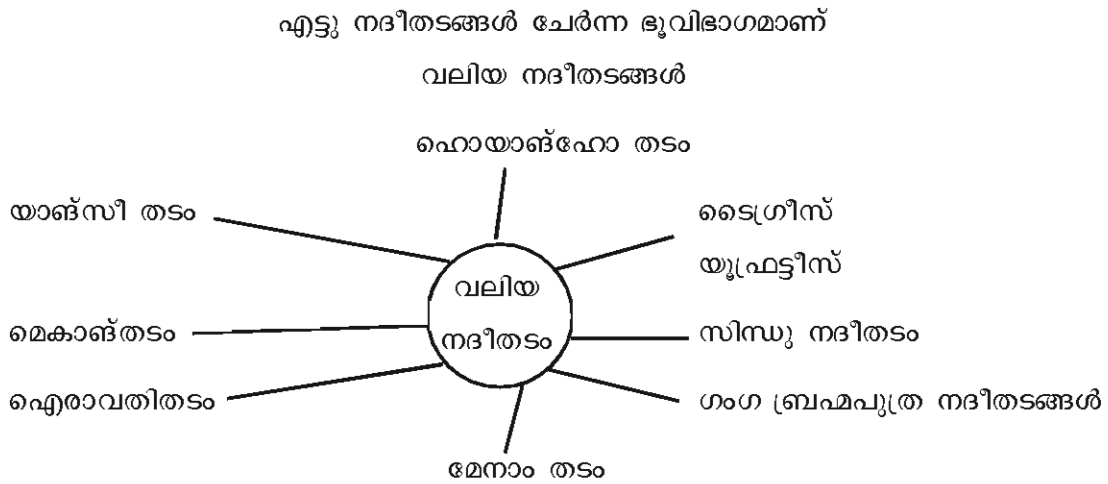 എട്ടു നദീതടങ്ങൾ ചേർന്ന ഭൂവിഭാഗമാണ്
വലിയ നദീതടങ്ങൾ
ഹൊയാങ്ഹോ തടം
യാങ്സീ തടം
ടൈഗ്രീസ്
യൂഫ്രട്ടീസ്
വലിയ
നദീതടം
മെകാങ്തടം
സിന്ധു നദീതടം
ഐരാവതിതടം
ഗംഗ ബ്രഹ്മപുത്ര നദീതടങ്ങൾ
മേനാം തടം